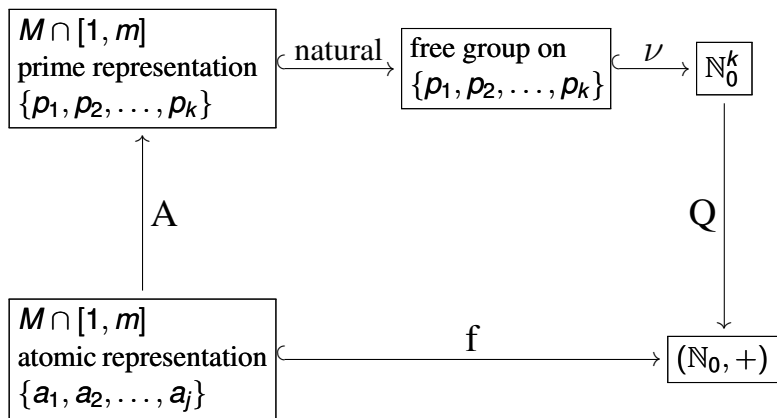 M ∩ [1, m]
prime representation
{p₁, p₂, . . . , pₖ}
natural
free group on
{p₁, p₂, . . . , pₖ}
ν
ℕ₀ᵏ
A
Q
M ∩ [1, m]
atomic representation
{a₁, a₂, . . . , aⱼ}
f
(ℕ₀, +)